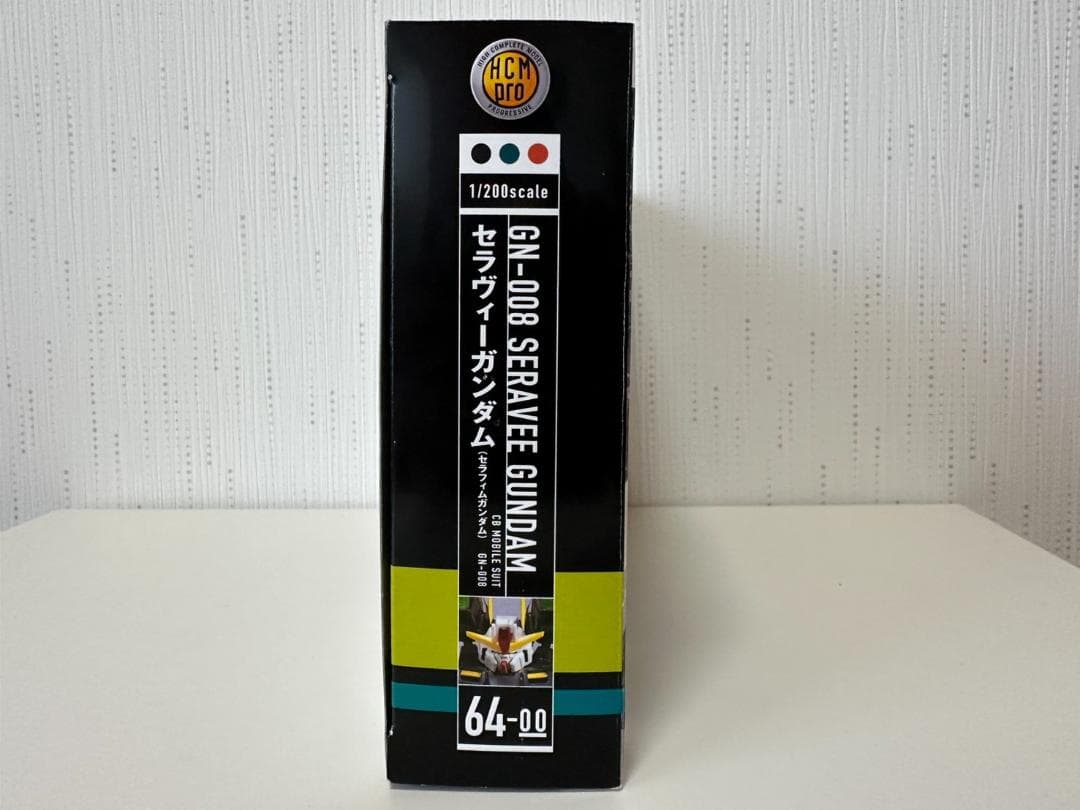 HIGH COMPLETE MODEL
HCM
pro
PROGRESSIVE
1/200scale
GN-008 SERAVEE GUNDAM
セラヴィーガンダム
(セラフィムガンダム)
CB MOBILE SUIT
GN-008
64-00